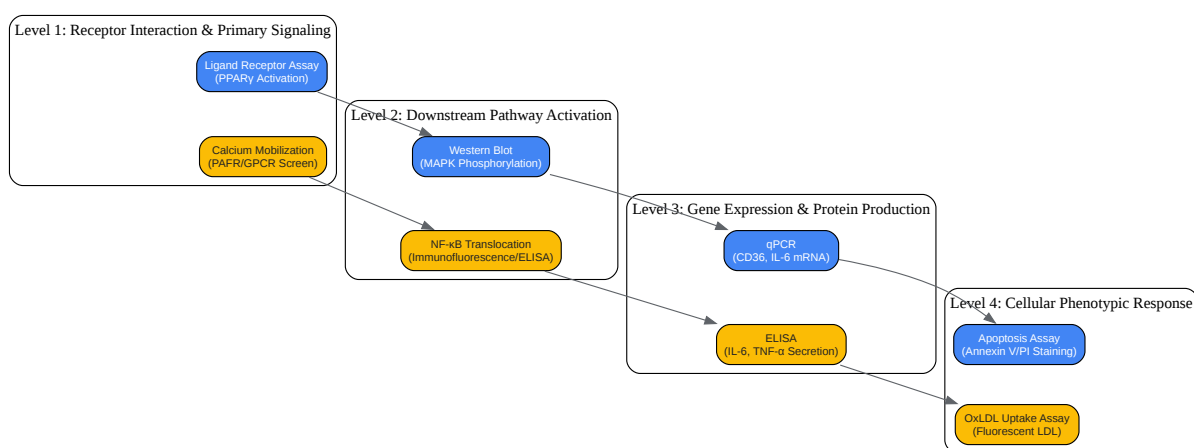 Level 1: Receptor Interaction & Primary Signaling
Ligand Receptor Assay
(PPARγ Activation)
Calcium Mobilization
(PAFR/GPCR Screen)
Level 2: Downstream Pathway Activation
Western Blot
(MAPK Phosphorylation)
NF-κB Translocation
(Immunofluorescence/ELISA)
Level 3: Gene Expression & Protein Production
qPCR
(CD36, IL-6 mRNA)
ELISA
(IL-6, TNF-α Secretion)
Level 4: Cellular Phenotypic Response
Apoptosis Assay
(Annexin V/PI Staining)
OxLDL Uptake Assay
(Fluorescent LDL)